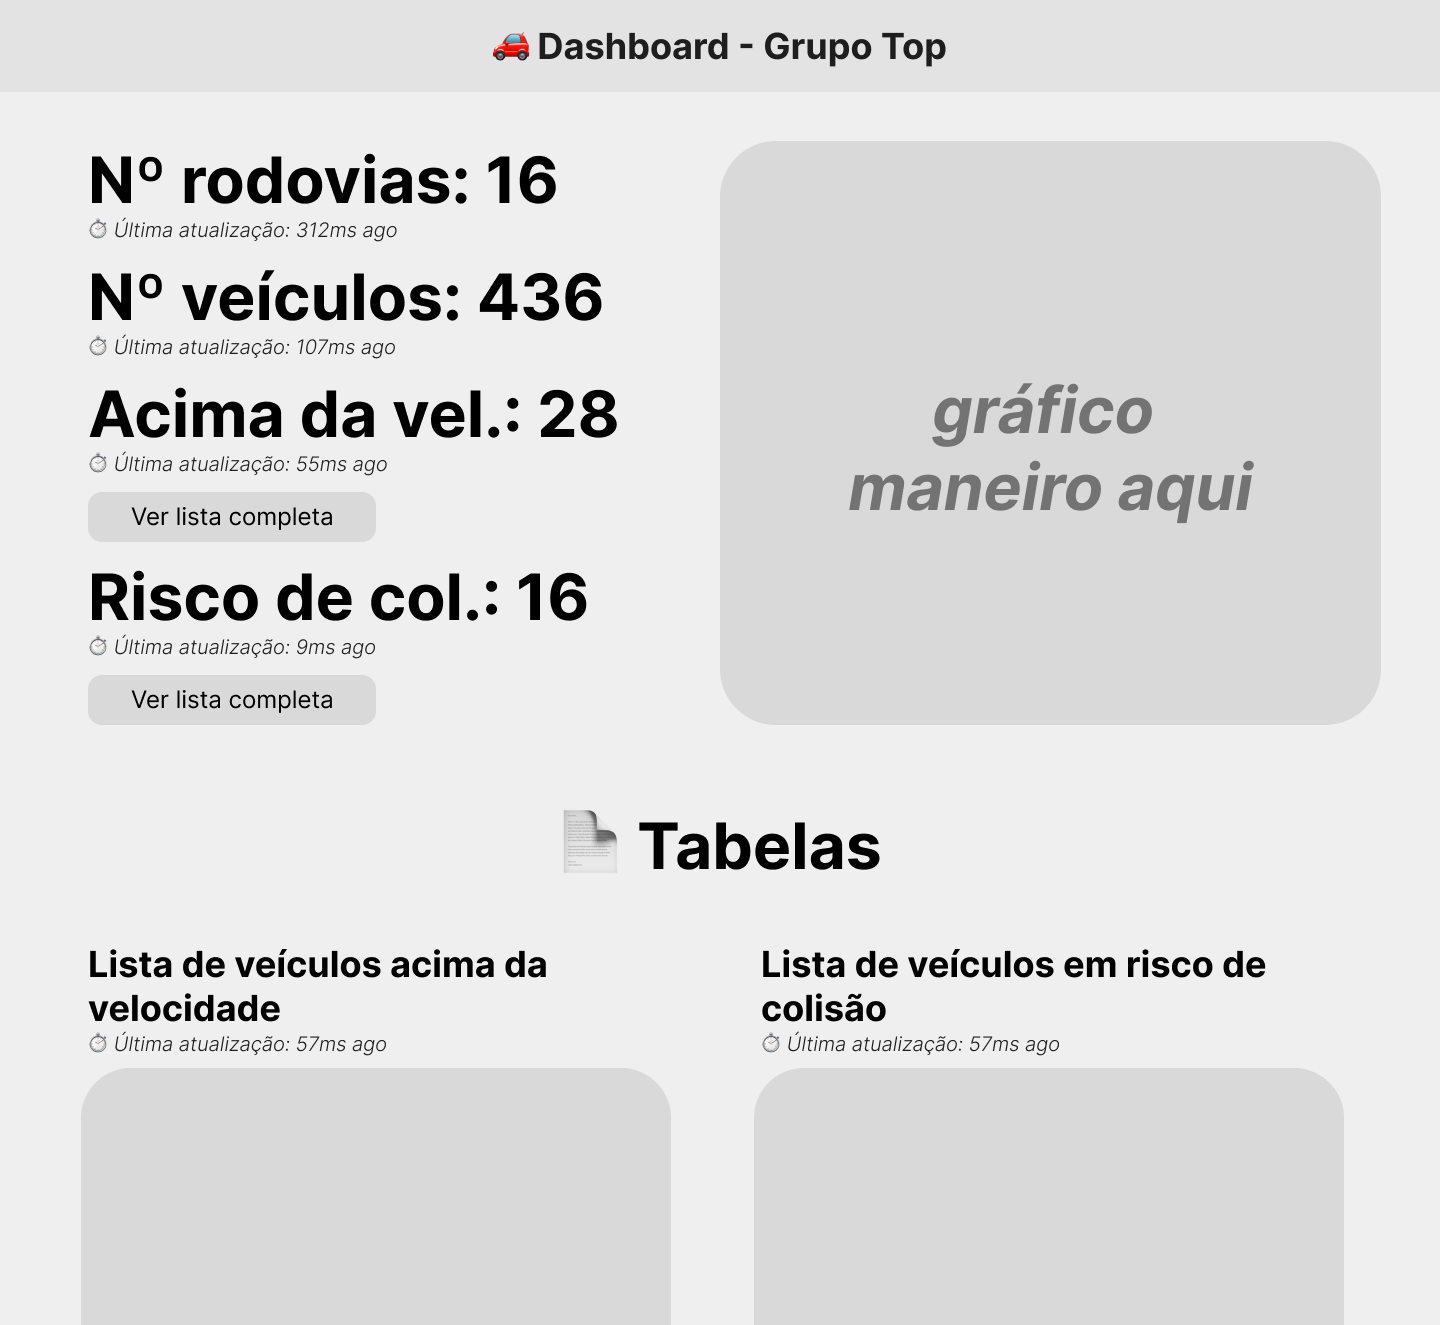 🚗 Dashboard - Grupo Top
Nº rodovias: 16
⏱ Última atualização: 312ms ago
Nº veículos: 436
⏱ Última atualização: 107ms ago
Acima da vel.: 28
⏱ Última atualização: 55ms ago
Ver lista completa
Risco de col.: 16
⏱ Última atualização: 9ms ago
Ver lista completa
gráfico
maneiro aqui
📄 Tabelas
Lista de veículos acima da
velocidade
⏱ Última atualização: 57ms ago
Lista de veículos em risco de
colisão
⏱ Última atualização: 57ms ago